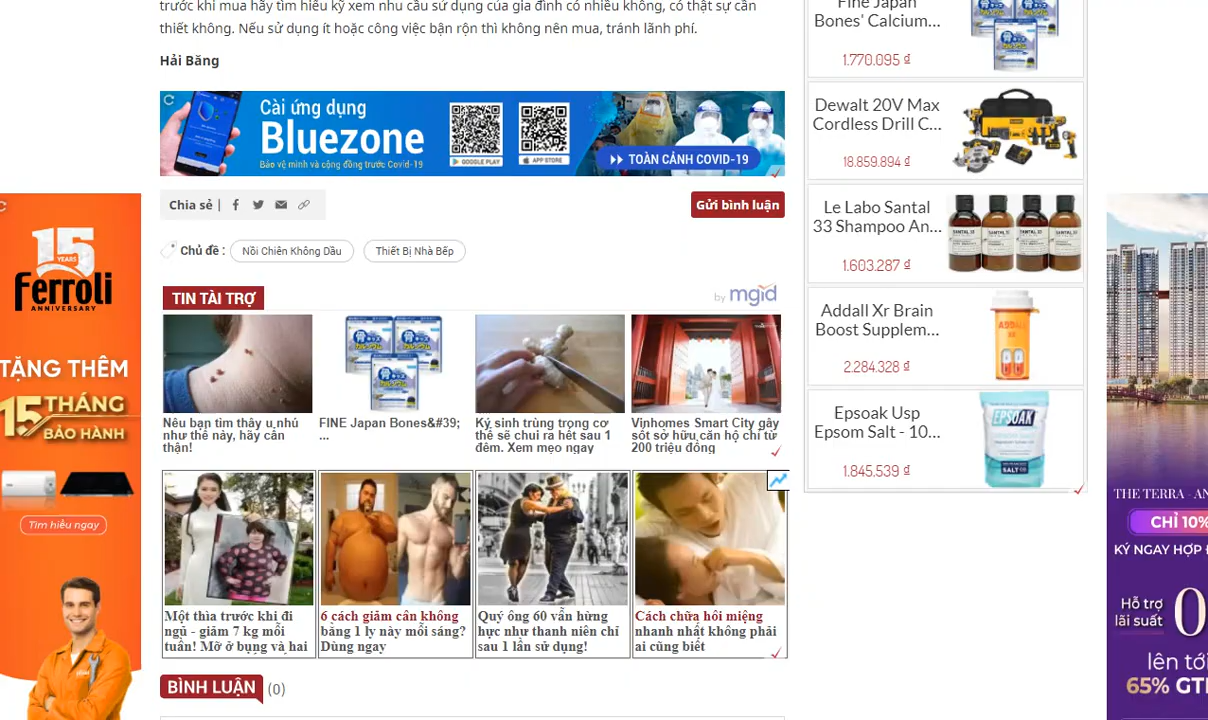 trước khi mua hãy tìm hiểu kỹ xem nhu cầu sử dụng của gia đình có nhiều không, có thật sự cần
thiết không. Nếu sử dụng ít hoặc công việc bận rộn thì không nên mua, tránh lãnh phí.
Hải Băng
Cài ứng dụng
Bluezone
Bảo vệ mình và cộng đồng trước Covid-19
GOOGLE PLAY
APP STORE
TOÀN CẢNH COVID-19
Chia sẻ |
Gửi bình luận
Chủ đề :
Nồi Chiên Không Dầu
Thiết Bị Nhà Bếp
TIN TÀI TRỢ
by mgid
Nếu bạn tìm thấy u nhú
như thế này, hãy cẩn
thận!
FINE Japan Bones&#39;
...
Ký sinh trùng trong cơ
thể sẽ chui ra hết sau 1
đêm. Xem mẹo ngay
Vinhomes Smart City gây
sốt sở hữu căn hộ chỉ từ
200 triệu đồng
Một thìa trước khi đi
ngủ - giảm 7 kg mỗi
tuần! Mỡ ở bụng và hai
6 cách giảm cân không
bằng 1 ly này mỗi sáng?
Dùng ngay
Quý ông 60 vẫn hừng
hực như thanh niên chỉ
sau 1 lần sử dụng!
Cách chữa hôi miệng
nhanh nhất không phải
ai cũng biết
BÌNH LUẬN (0)
Fine Japan
Bones' Calcium...
1.770.095 ₫
Dewalt 20V Max
Cordless Drill C...
18.859.894 ₫
Le Labo Santal
33 Shampoo An...
1.603.287 ₫
Addall Xr Brain
Boost Supplem...
2.284.328 ₫
ADDALL
XR
Epsoak Usp
Epsom Salt - 10...
1.845.539 ₫
EPSOAK
SALT
15
YEARS
Ferroli
ANNIVERSARY
TẶNG THÊM
15 THÁNG
BẢO HÀNH
Tìm hiểu ngay
THE TERRA - AN
CHỈ 10%
KÝ NGAY HỢP
Hỗ trợ
lãi suất
0
lên tới
65% GT